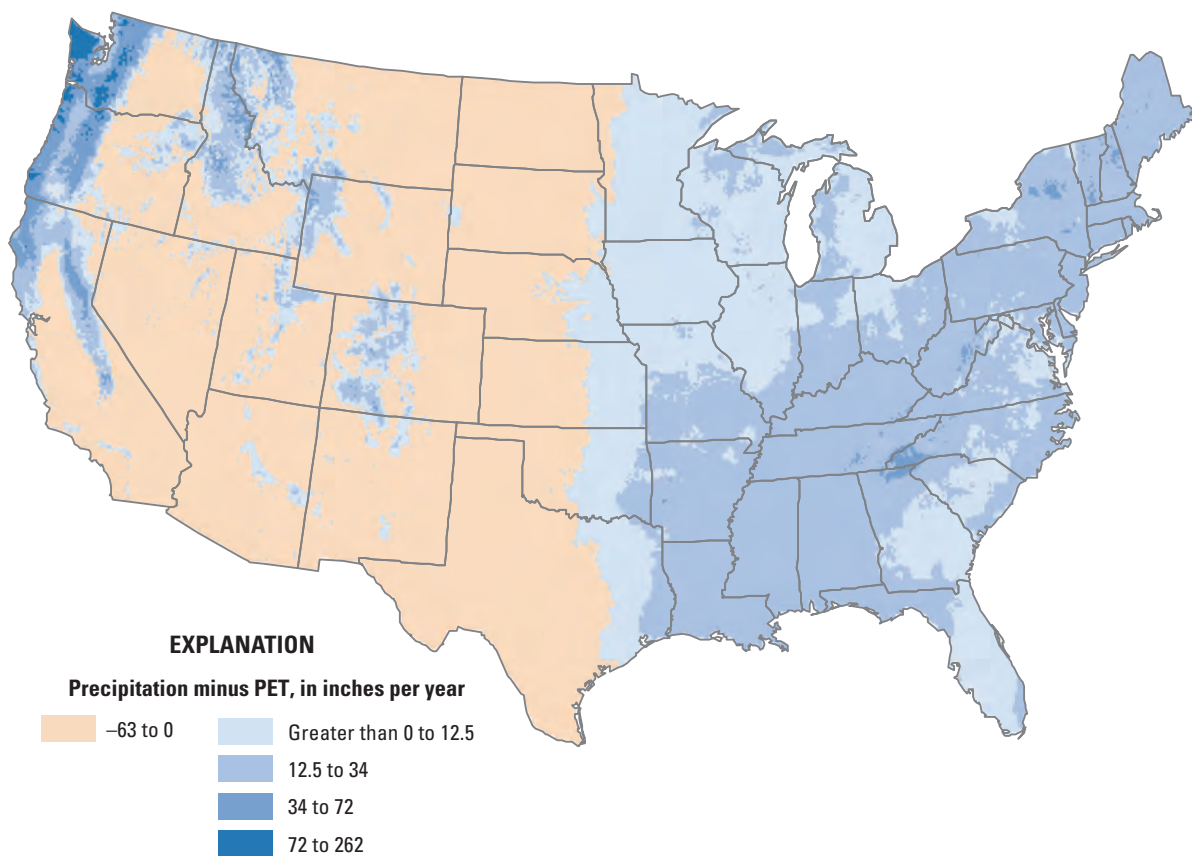 EXPLANATION
Precipitation minus PET, in inches per year
–63 to 0
Greater than 0 to 12.5
12.5 to 34
34 to 72
72 to 262